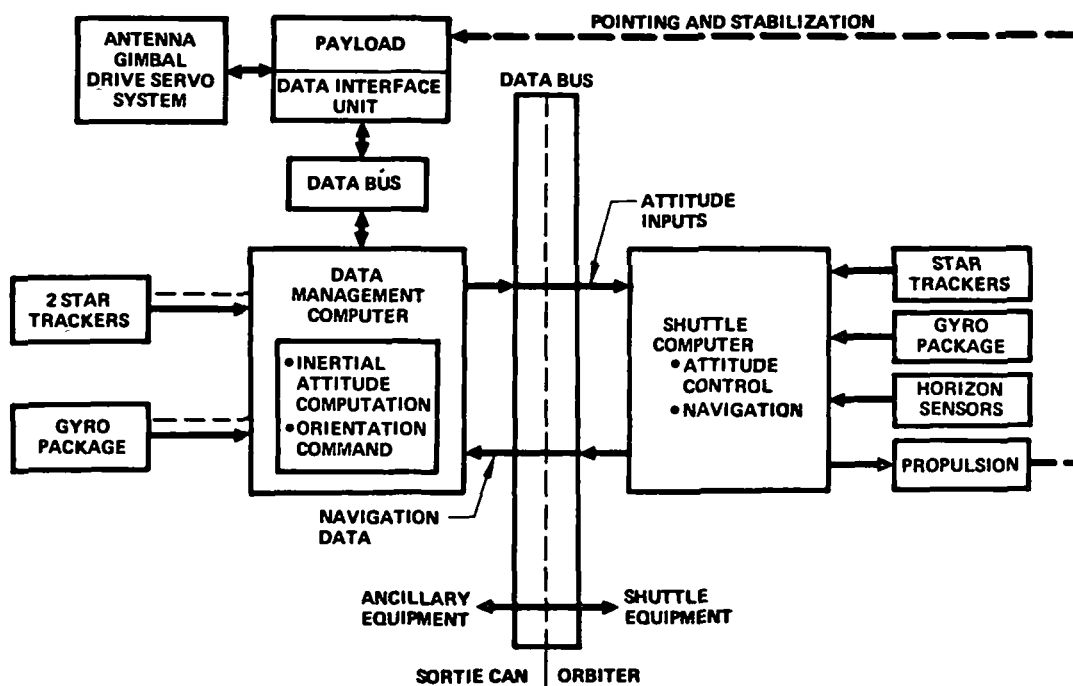 POINTING AND STABILIZATION
ANTENNA
GIMBAL
DRIVE SERVO
SYSTEM
PAYLOAD
DATA INTERFACE
UNIT
DATA BUS
DATA BUS
ATTITUDE
INPUTS
2 STAR
TRACKERS
GYRO
PACKAGE
DATA
MANAGEMENT
COMPUTER
•INERTIAL
ATTITUDE
COMPUTATION
•ORIENTATION
COMMAND
SHUTTLE
COMPUTER
• ATTITUDE
CONTROL
• NAVIGATION
STAR
TRACKERS
GYRO
PACKAGE
HORIZON
SENSORS
PROPULSION
NAVIGATION
DATA
ANCILLARY
EQUIPMENT
SHUTTLE
EQUIPMENT
SORTIE CAN
ORBITER